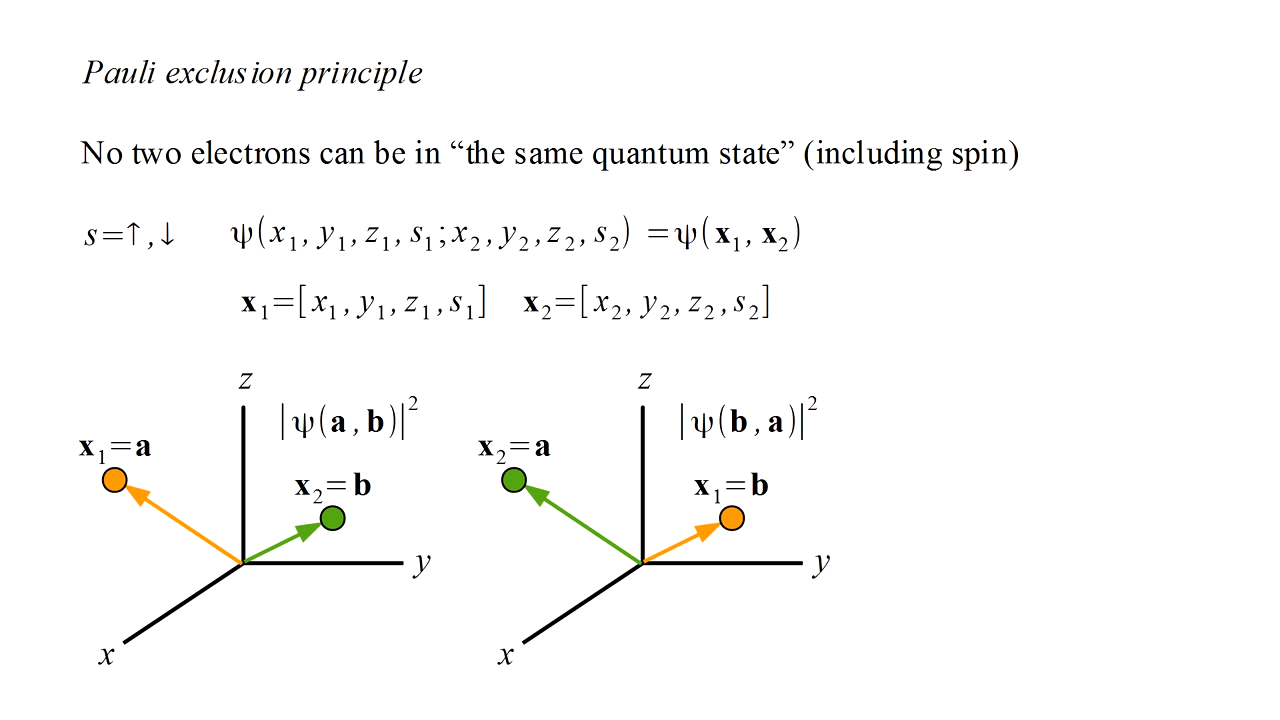 Pauli exclusion principle
No two electrons can be in “the same quantum state” (including spin)
s=↑,↓ ψ(x₁, y₁, z₁, s₁; x₂, y₂, z₂, s₂) =ψ(𝐱₁, 𝐱₂)
𝐱₁=[x₁, y₁, z₁, s₁] 𝐱₂=[x₂, y₂, z₂, s₂]
z
|ψ(𝐚, 𝐛)|²
𝐱₁=𝐚
𝐱₂=𝐛
y
x
z
|ψ(𝐛, 𝐚)|²
𝐱₂=𝐚
𝐱₁=𝐛
y
x